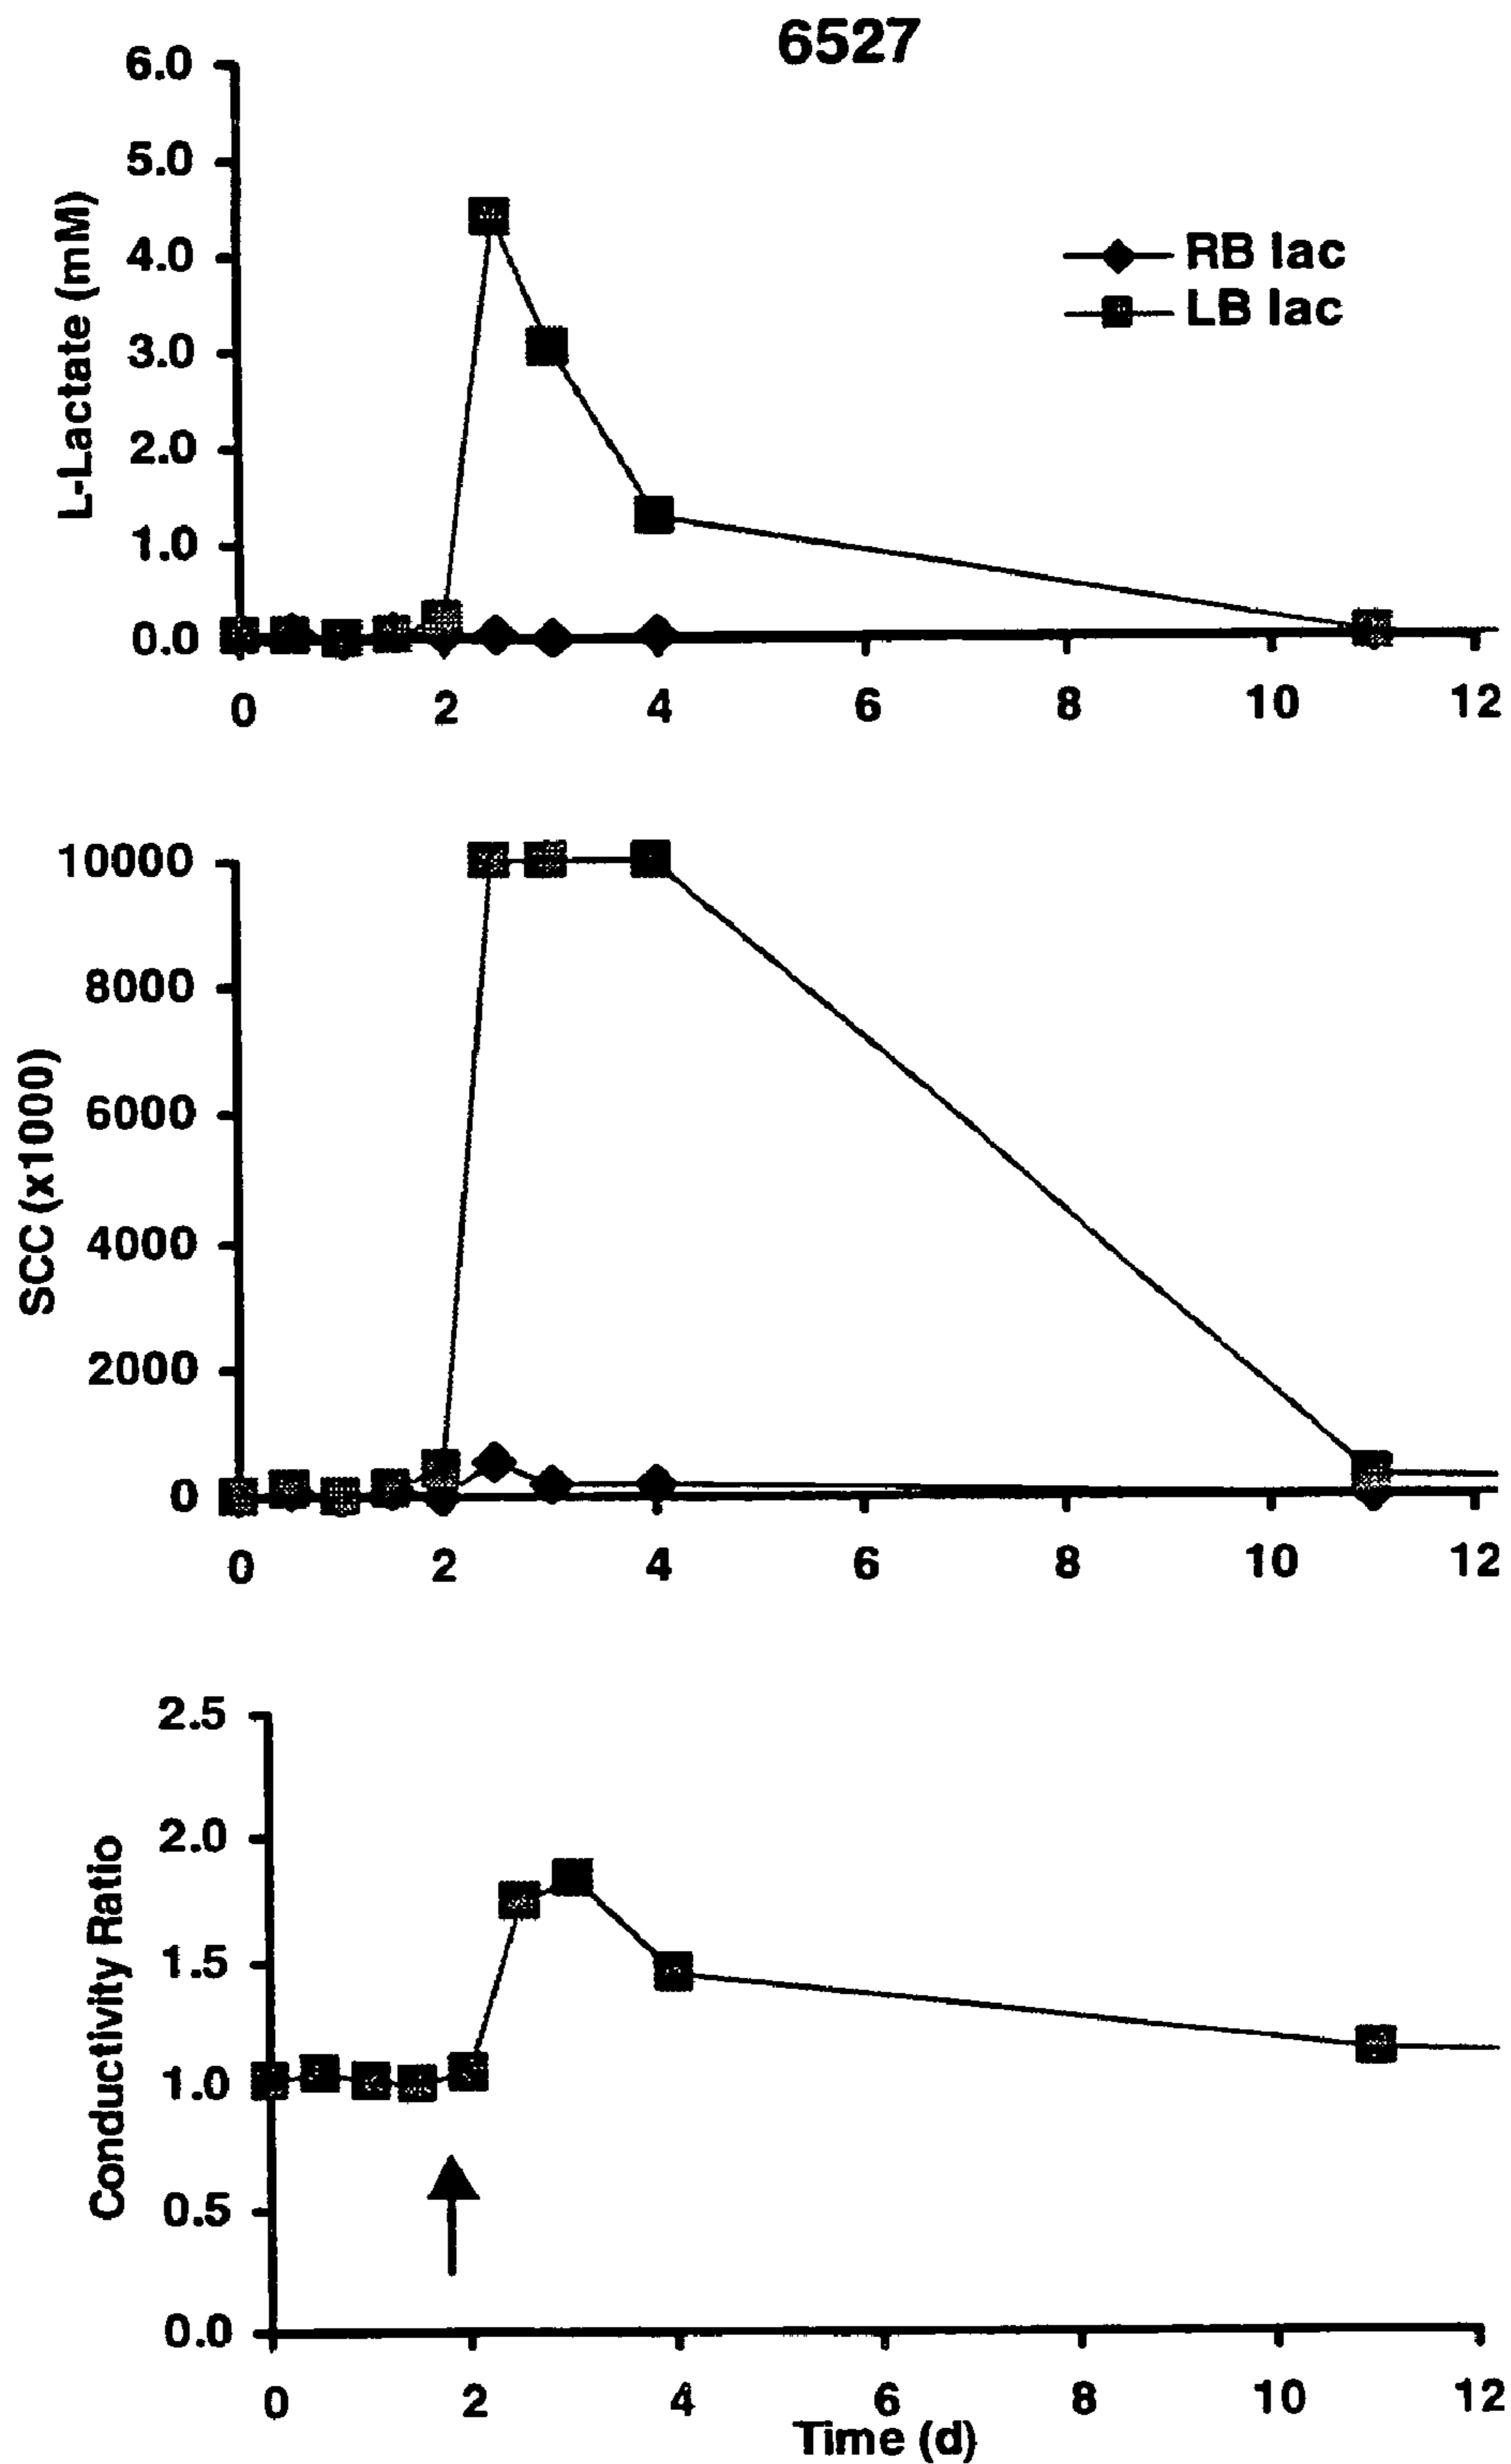 6527
6.0
5.0
4.0
3.0
2.0
1.0
0.0
L-Lactate (mM)
RB lac
LB lac
0 2 4 6 8 10 12
10000
8000
6000
4000
2000
0
SCC (x1000)
0 2 4 6 8 10 12
2.5
2.0
1.5
1.0
0.5
0.0
Conductivity Ratio
0 2 4 6 8 10 12
Time (d)